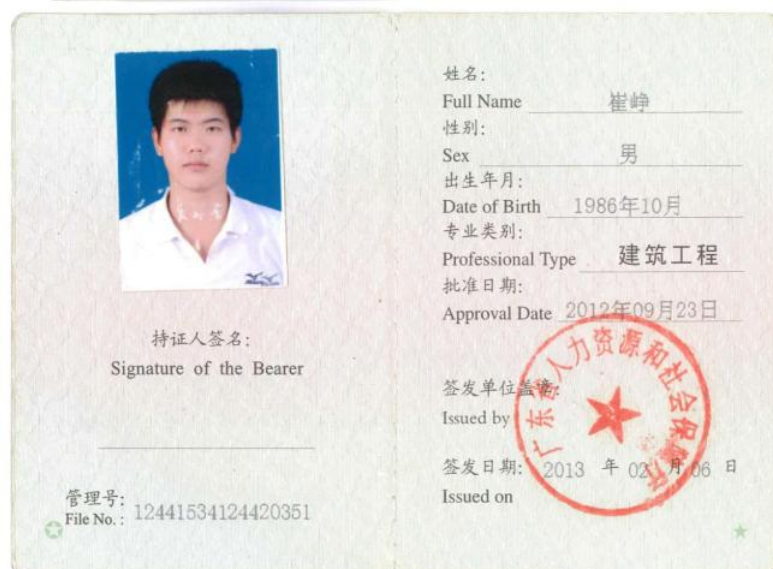 持证人签名:
Signature of the Bearer
管理号:
File No.: 12441534124420351
姓名:
Full Name 崔峥
性别:
Sex 男
出生年月:
Date of Birth 1986年10月
专业类别:
Professional Type 建筑工程
批准日期:
Approval Date 2012年09月23日
签发单位盖章:
Issued by
广东省人力资源和社会保障厅
签发日期: 2013 年 02 月 06 日
Issued on